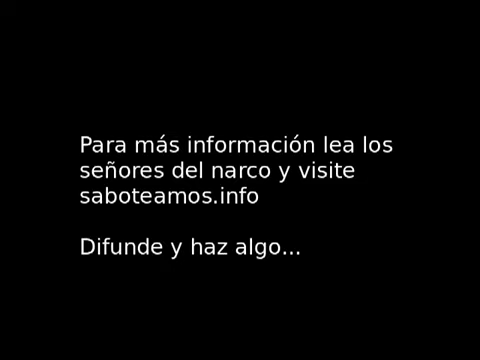 Para más información lea los
señores del narco y visite
saboteamos.info
Difunde y haz algo...